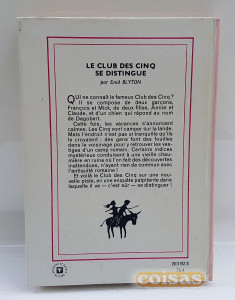 LE CLUB DES CINQ
SE DISTINGUE
par Enid BLYTON
QUI ne connaît le fameux Club des Cinq?
Il se compose de deux garçons,
François et Mick, de deux filles, Annie et
Claude, et d'un chien qui répond au nom
de Dagobert.
Cette fois, les vacances s'annoncent
calmes. Les Cinq vont camper sur la lande.
Mais l'endroit n'est pas si tranquille qu'ils
le croyaient : des gens font des fouilles
dans le voisinage pour y retrouver les ves-
tiges d'un camp romain. Certains indices
mystérieux conduisent à une vieille chau-
mière en ruine où l'on fait des découvertes
inattendues, n'ayant rien de commun avec
l'antiquité romaine !
Et voilà le Club des Cinq sur une nou-
velle piste, en une enquête palpitante dans
laquelle il va — c'est sûr — se distinguer !
coisas